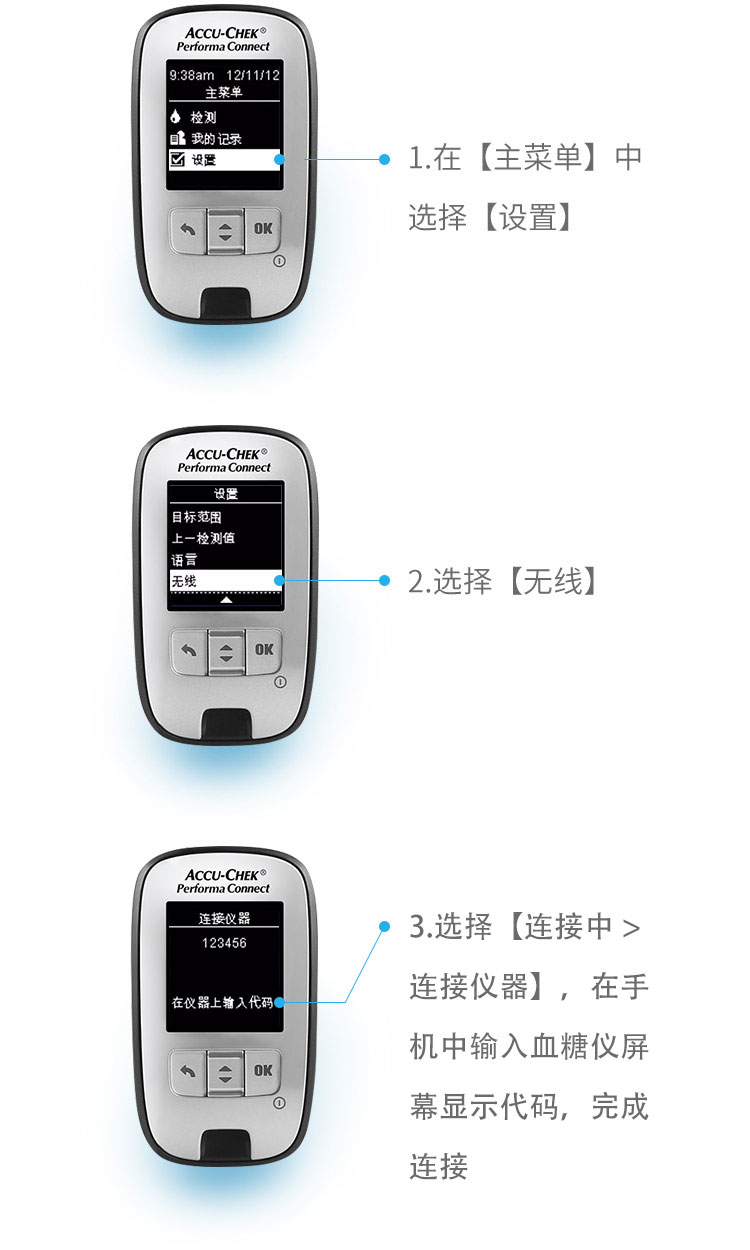 ACCU-CHEK®
Performa Connect
9:38am 12/11/12
主菜单
检测
我的记录
设置
OK
1.在【主菜单】中
选择【设置】
ACCU-CHEK®
Performa Connect
设置
目标范围
上一检测值
语言
无线
OK
2.选择【无线】
ACCU-CHEK®
Performa Connect
连接仪器
123456
在仪器上输入代码
OK
3.选择【连接中 >
连接仪器】，在手
机中输入血糖仪屏
幕显示代码，完成
连接